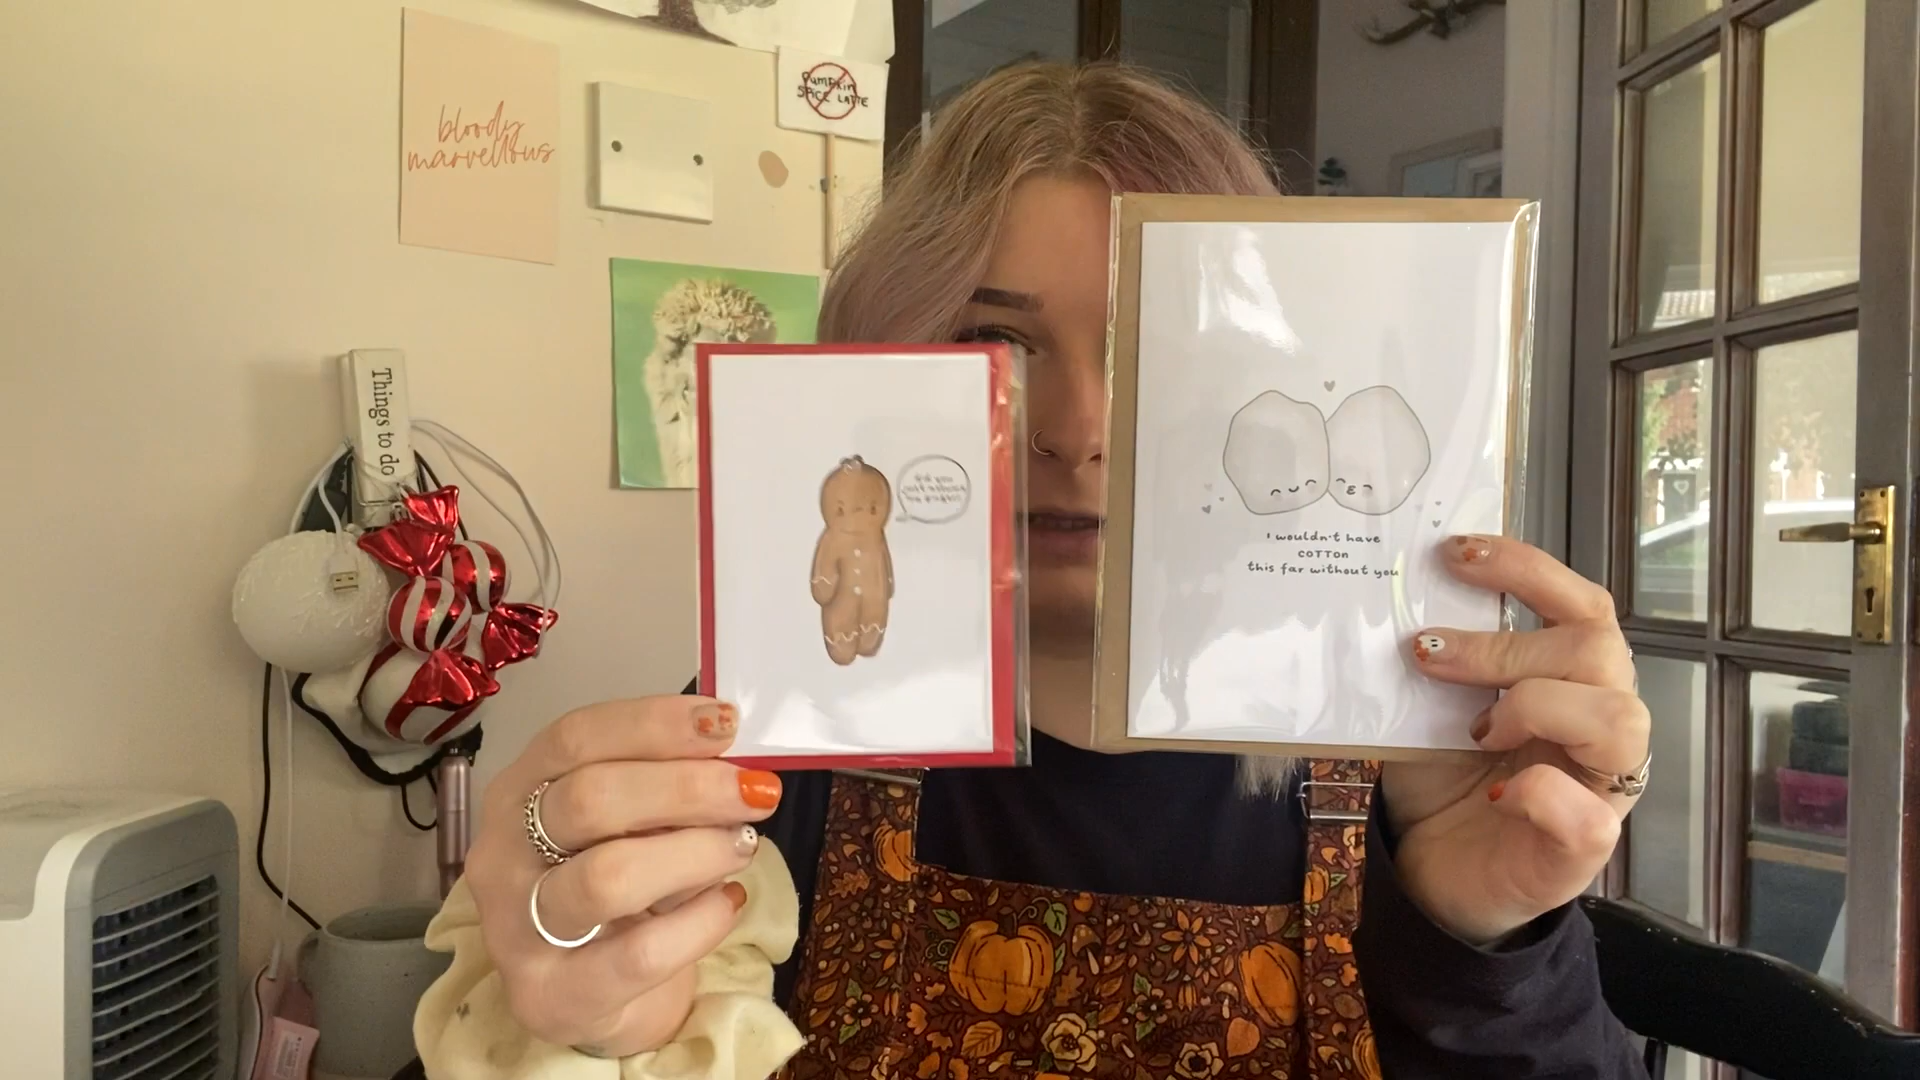 bloody
marvellous
Pumpkin
SPICE LATTE
Things to do
I wouldn't have
COTTON
this far without you